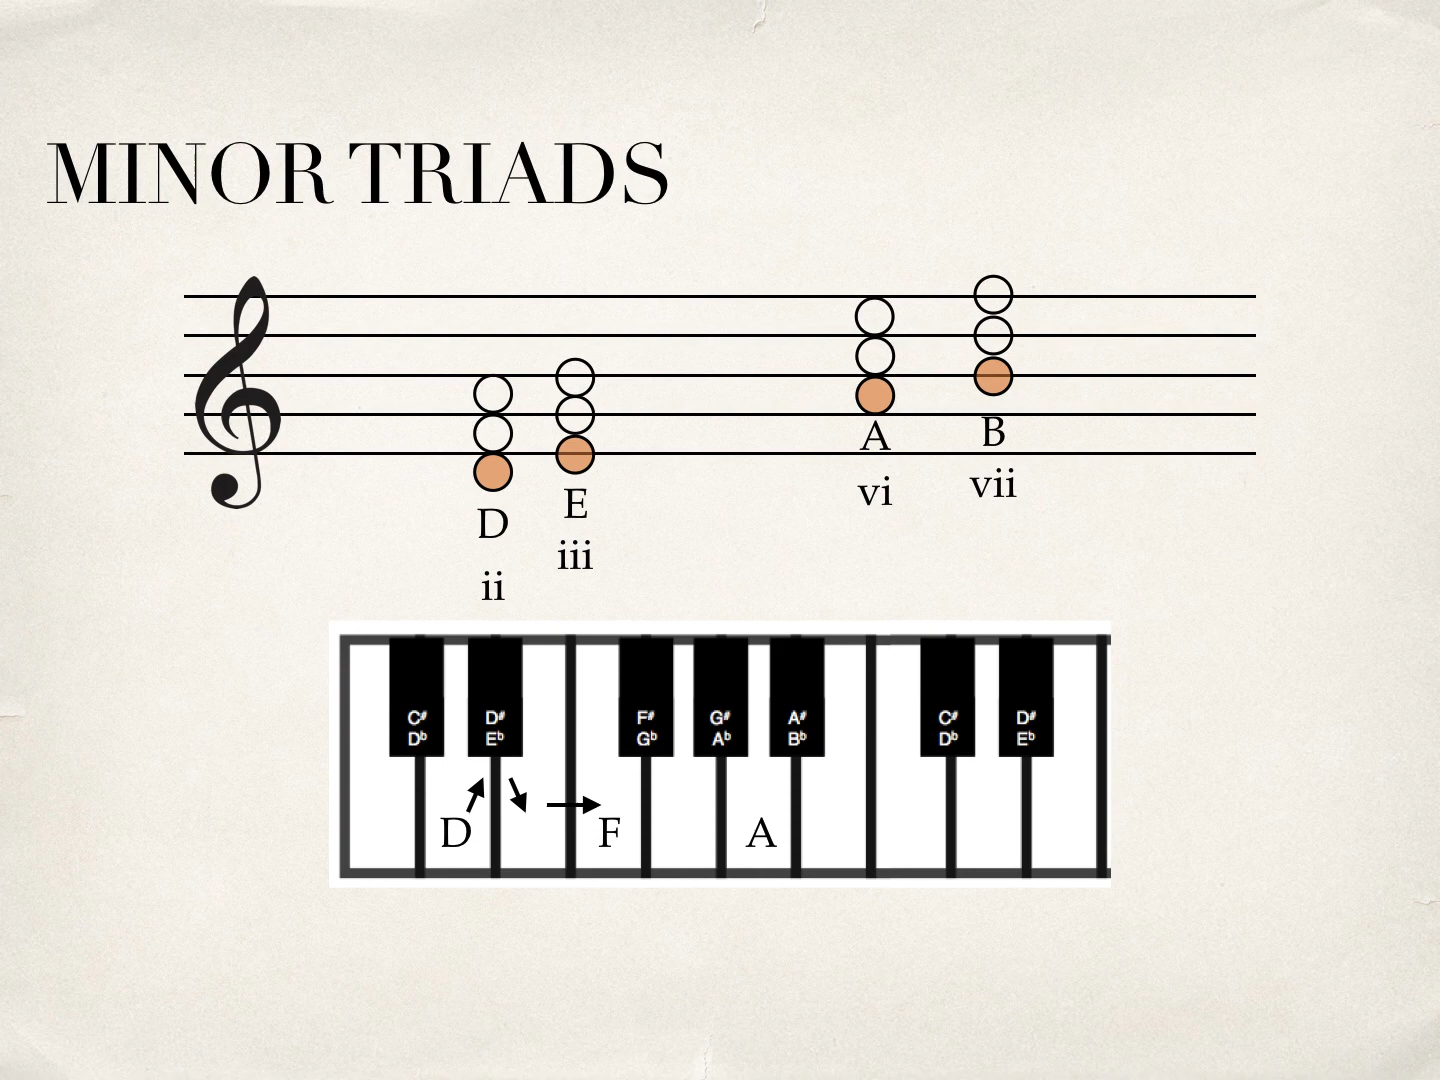 MINOR TRIADS
D
ii
E
iii
A
vi
B
vii
C# D# F# G# A# C# D#
Db Eb Gb Ab Bb Db Eb
D F A